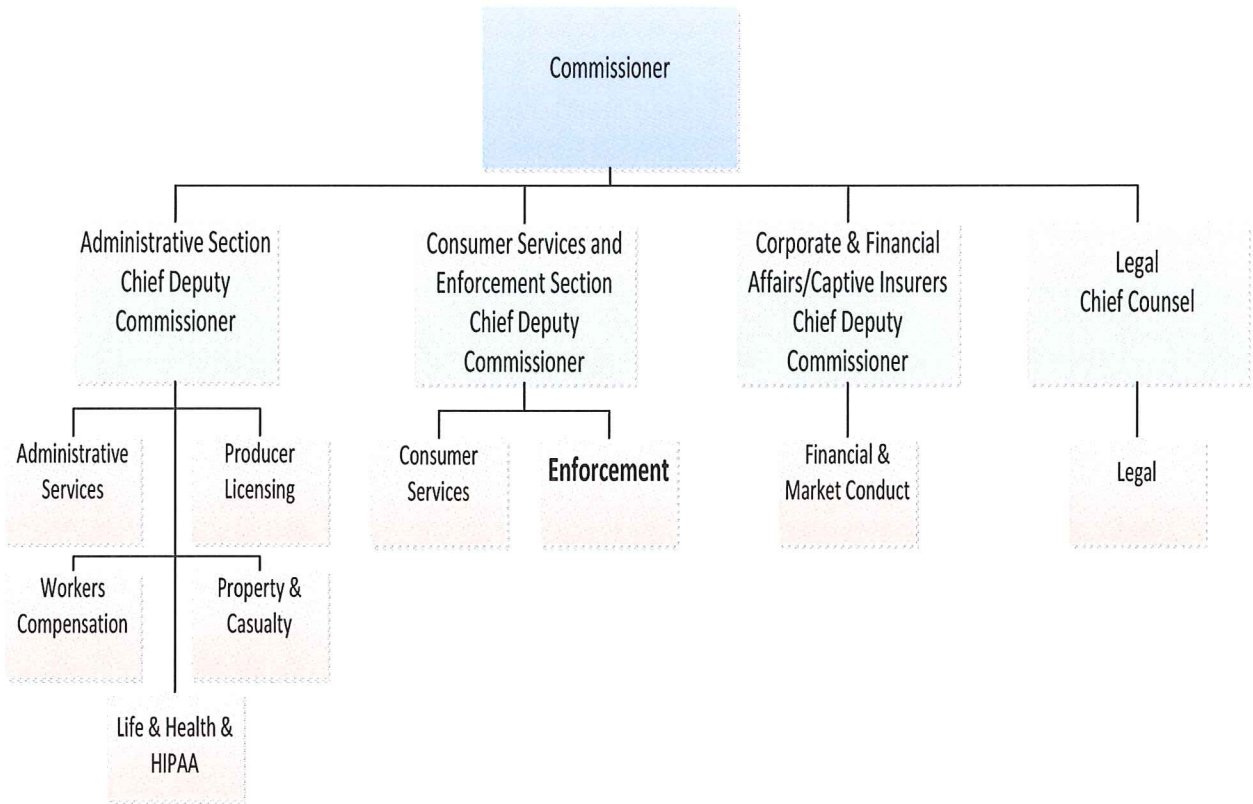 Commissioner
Administrative Section
Chief Deputy
Commissioner
Consumer Services and
Enforcement Section
Chief Deputy
Commissioner
Corporate & Financial
Affairs/Captive Insurers
Chief Deputy
Commissioner
Legal
Chief Counsel
Administrative
Services
Producer
Licensing
Consumer
Services
Enforcement
Financial &
Market Conduct
Legal
Workers
Compensation
Property &
Casualty
Life & Health &
HIPAA